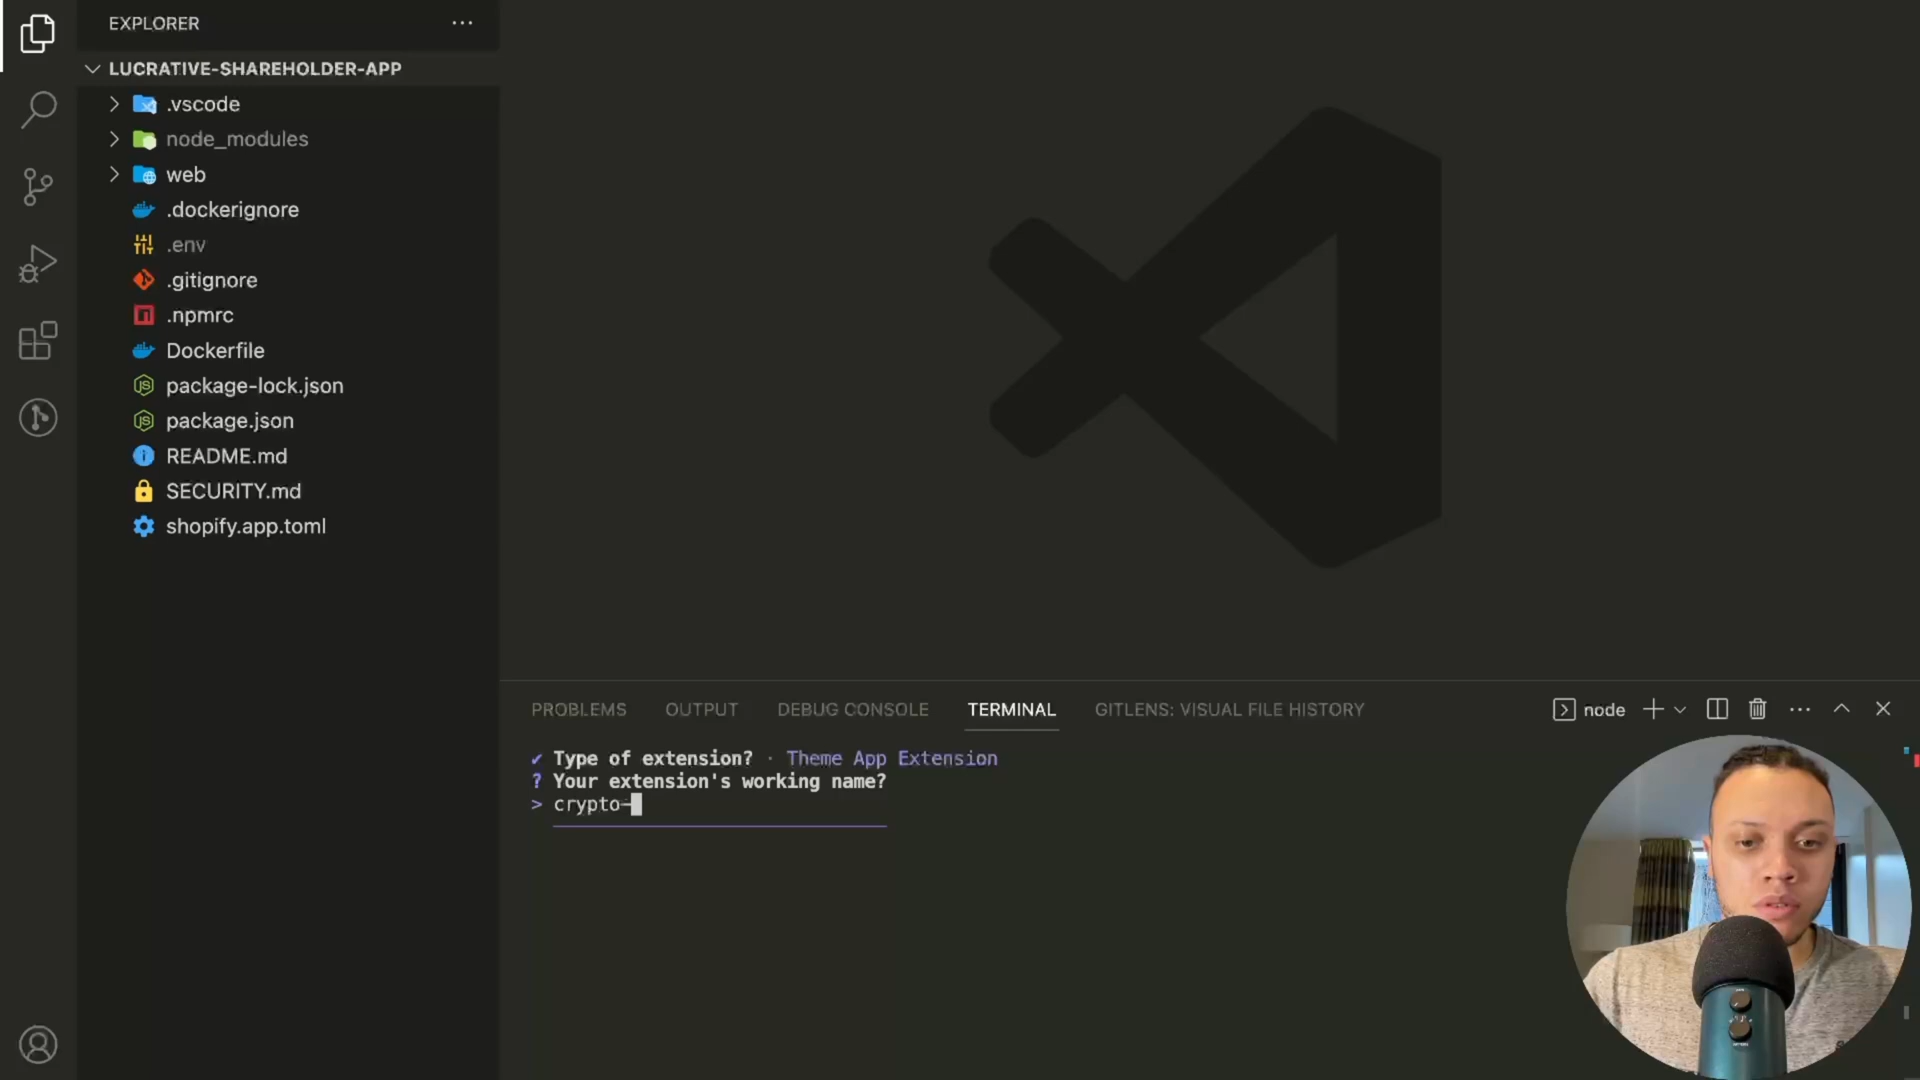 EXPLORER
LUCRATIVE-SHAREHOLDER-APP
.vscode
node_modules
web
.dockerignore
.env
.gitignore
.npmrc
Dockerfile
package-lock.json
package.json
README.md
SECURITY.md
shopify.app.toml
PROBLEMS OUTPUT DEBUG CONSOLE TERMINAL GITLENS: VISUAL FILE HISTORY node
✔ Type of extension? · Theme App Extension
? Your extension's working name?
> crypto-